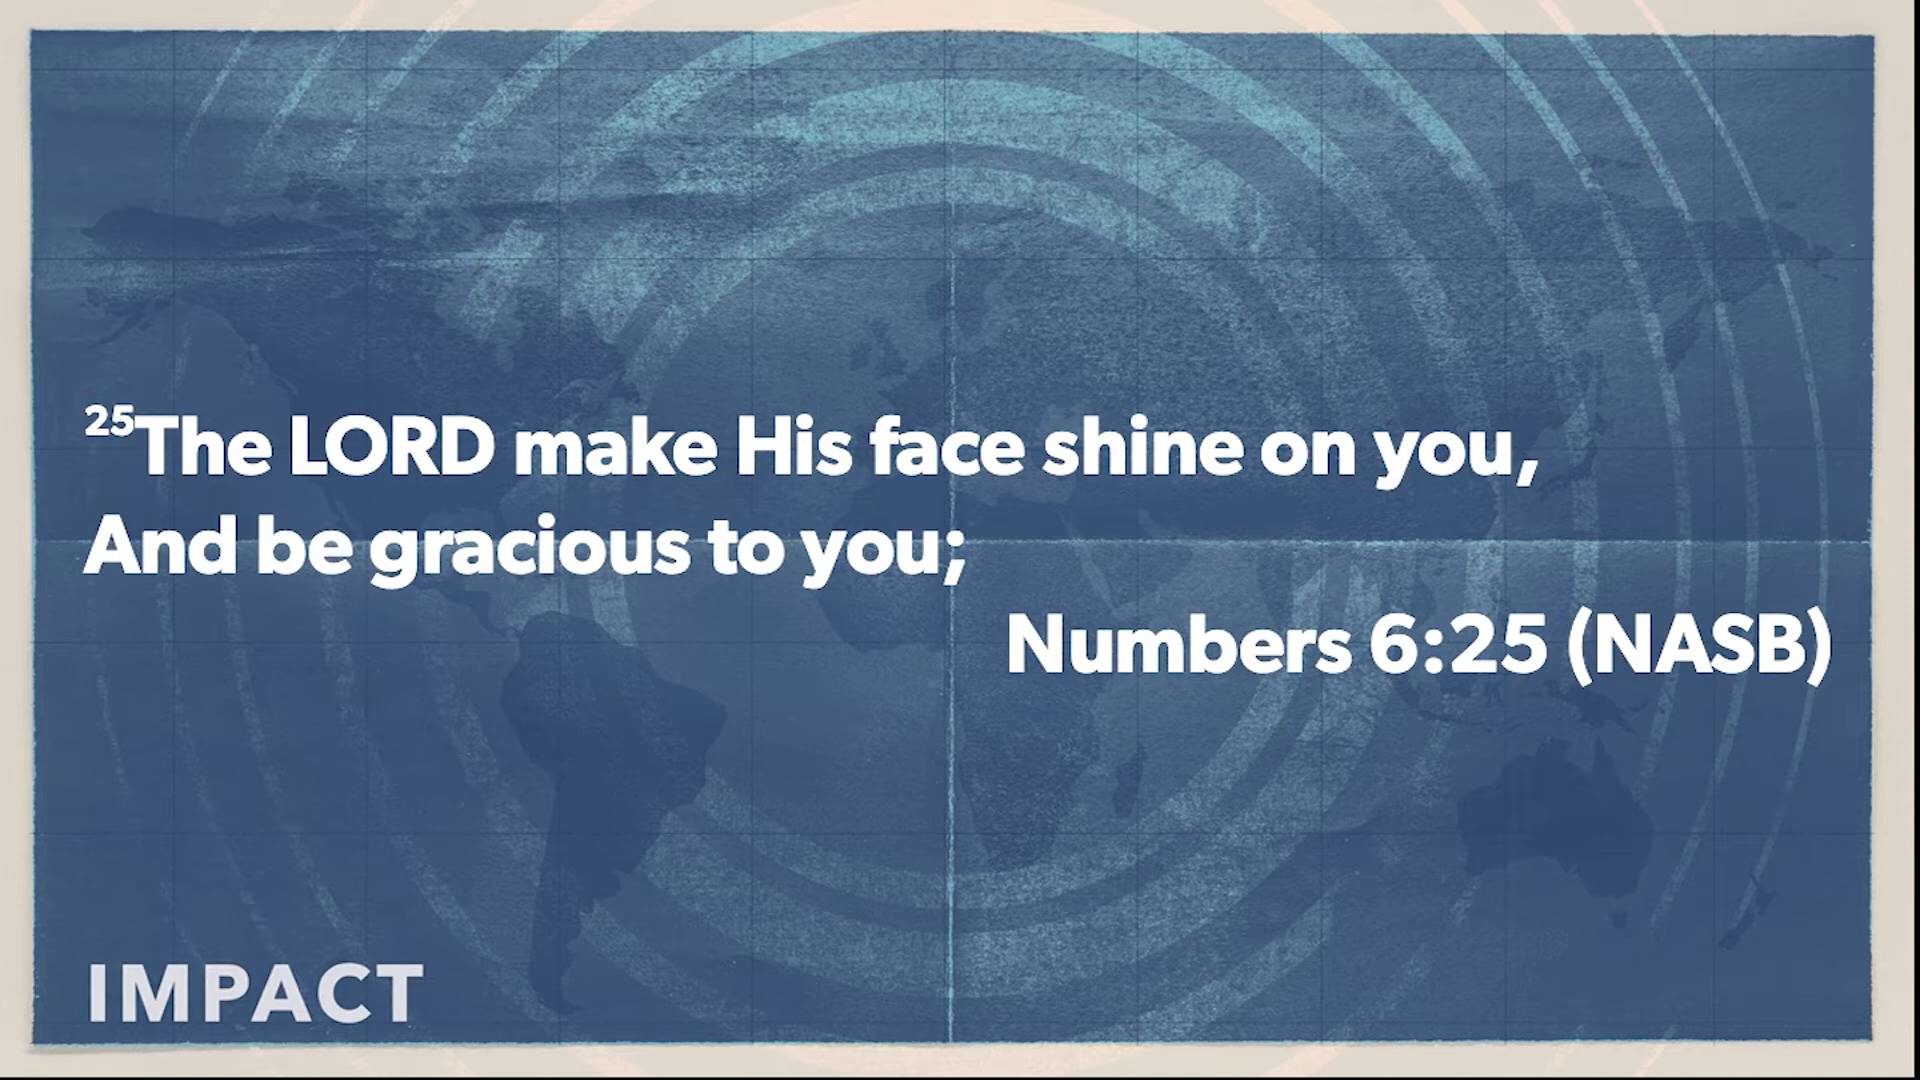 25The LORD make His face shine on you,
And be gracious to you;
Numbers 6:25 (NASB)
IMPACT